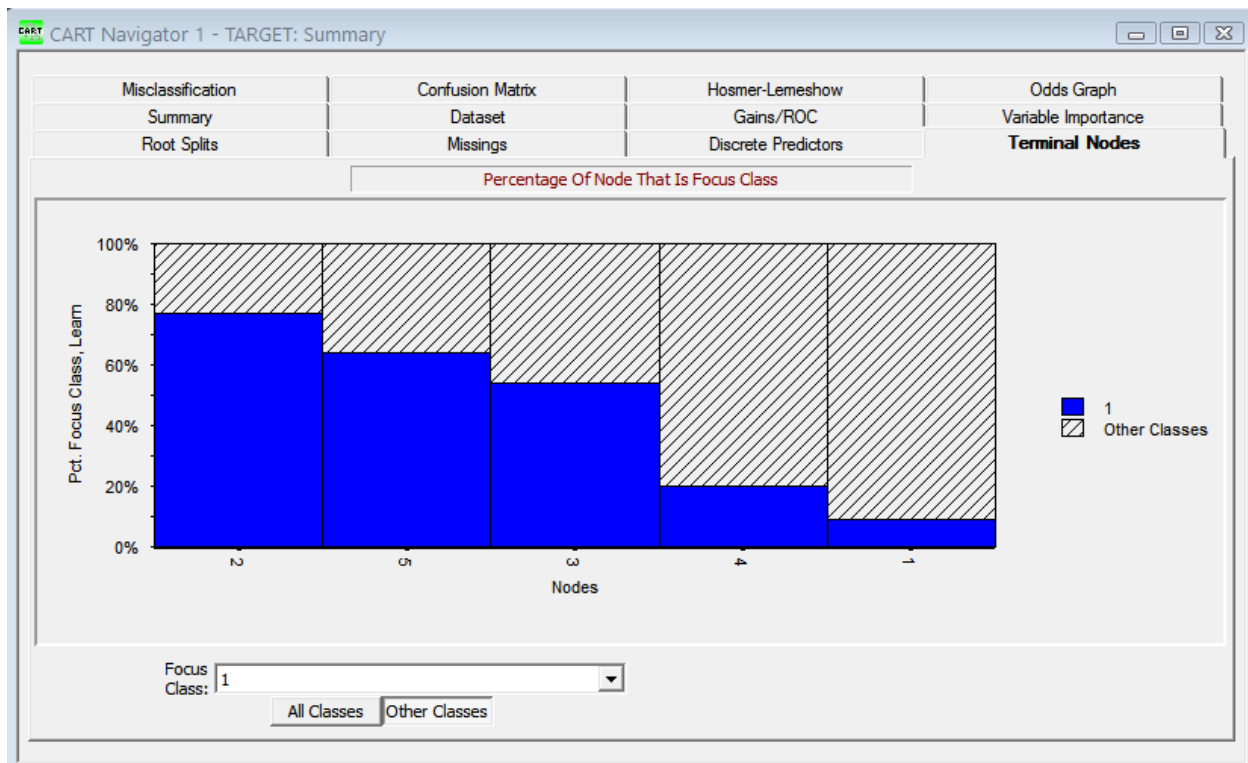 CART CART Navigator 1 - TARGET: Summary
Misclassification Confusion Matrix Hosmer-Lemeshow Odds Graph
Summary Dataset Gains/ROC Variable Importance
Root Splits Missings Discrete Predictors Terminal Nodes
Percentage Of Node That Is Focus Class
Pct. Focus Class, Learn
100%
80%
60%
40%
20%
0%
2 5 3 4 1
Nodes
1
Other Classes
Focus
Class: 1
All Classes Other Classes